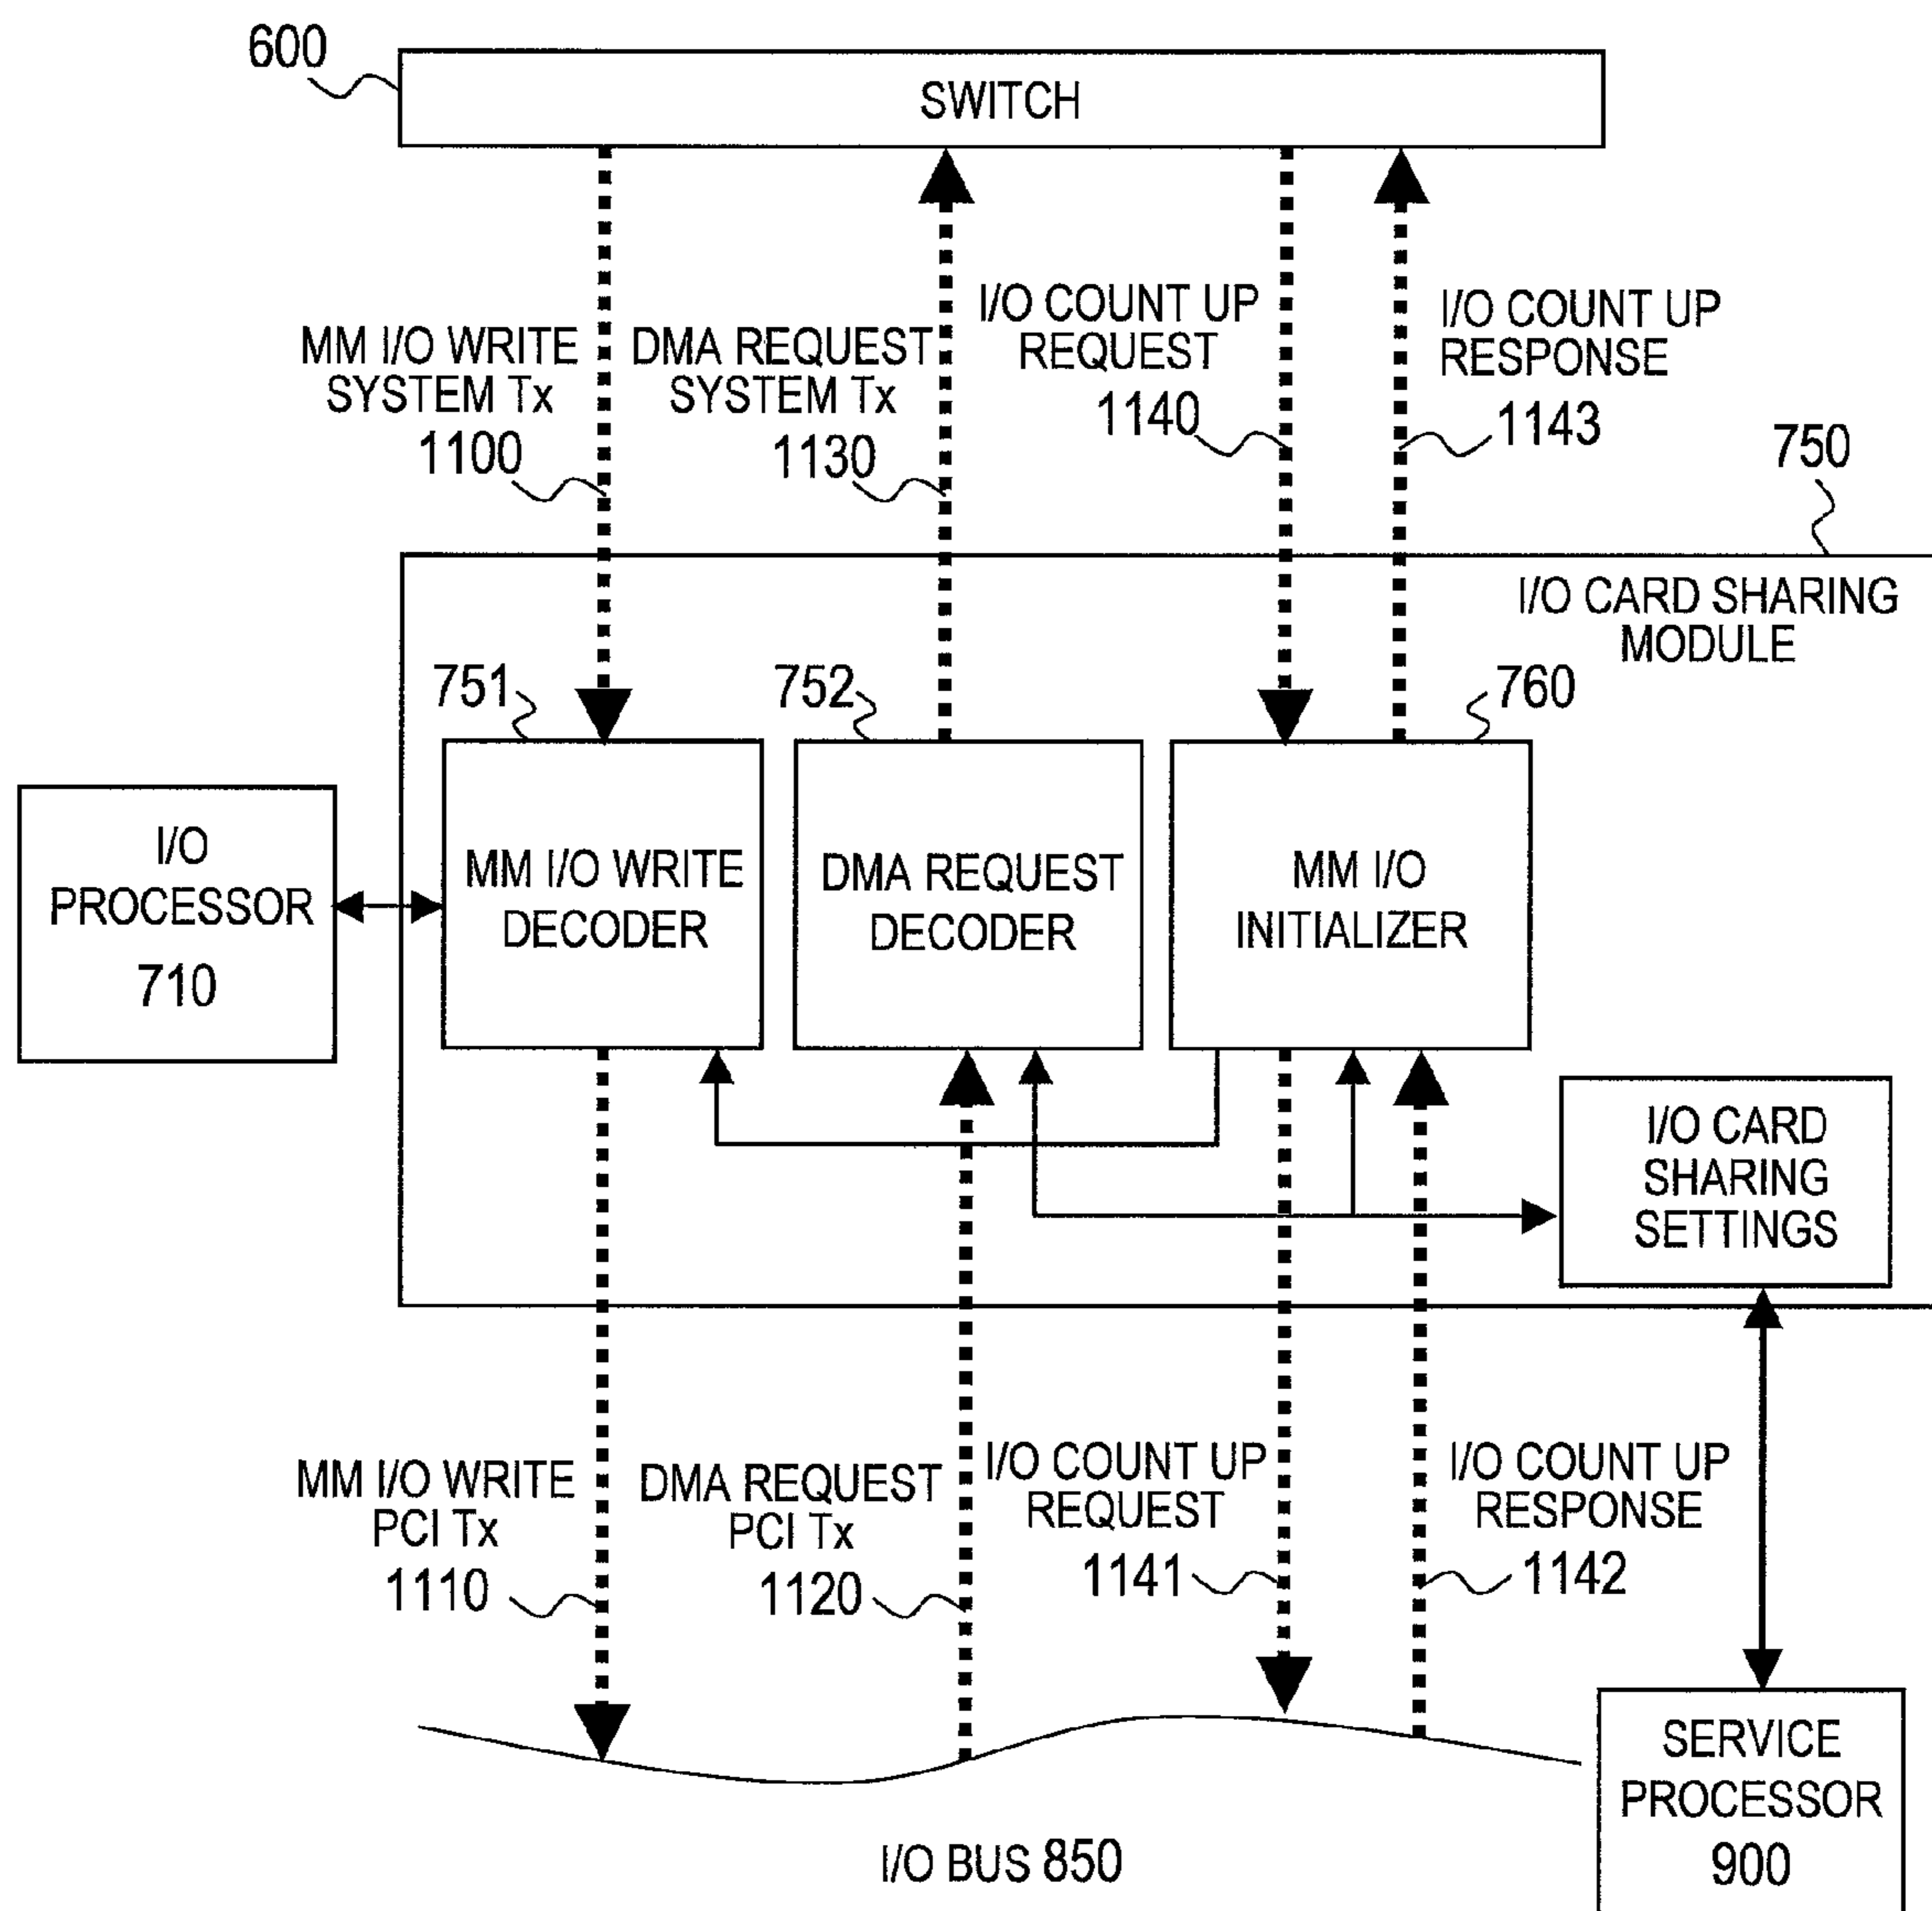 600
SWITCH
MM I/O WRITE
SYSTEM Tx
1100
DMA REQUEST
SYSTEM Tx
1130
I/O COUNT UP
REQUEST
1140
I/O COUNT UP
RESPONSE
1143
750
I/O CARD SHARING
MODULE
751
752
760
I/O
PROCESSOR
710
MM I/O WRITE
DECODER
DMA REQUEST
DECODER
MM I/O
INITIALIZER
I/O CARD
SHARING
SETTINGS
MM I/O WRITE
PCI Tx
1110
DMA REQUEST
PCI Tx
1120
I/O COUNT UP
REQUEST
1141
I/O COUNT UP
RESPONSE
1142
SERVICE
PROCESSOR
900
I/O BUS 850